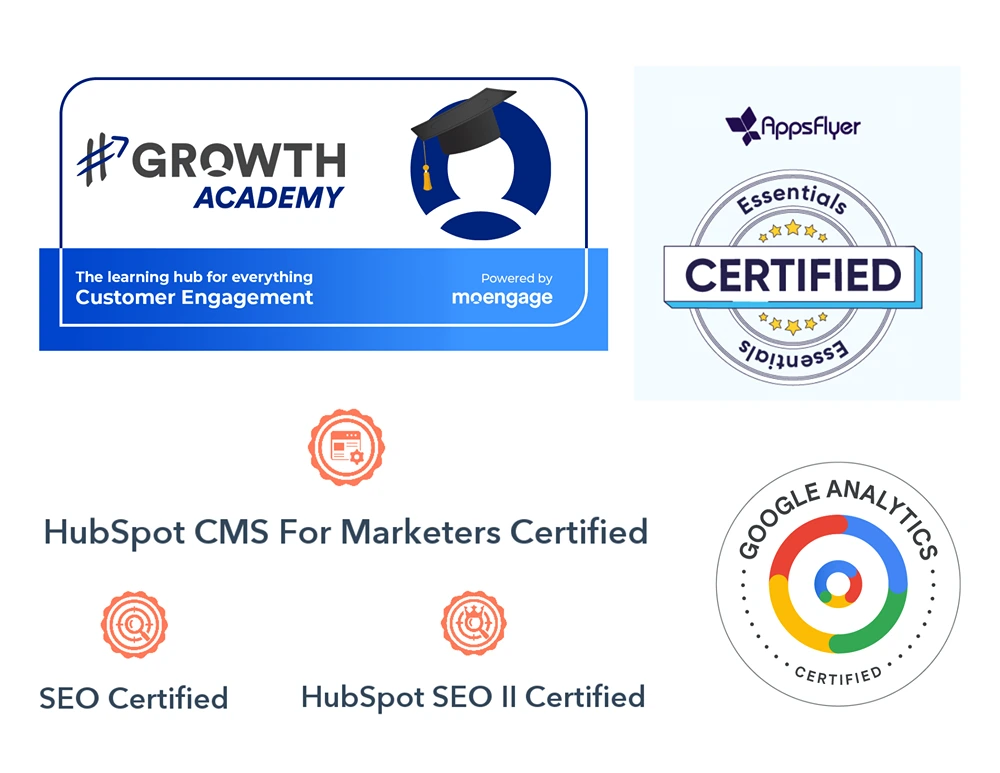 #GROWTH
ACADEMY
The learning hub for everything
Customer Engagement
Powered by
moengage
AppsFlyer
Essentials
CERTIFIED
Essentials
HubSpot CMS For Marketers Certified
SEO Certified
HubSpot SEO II Certified
GOOGLE ANALYTICS
CERTIFIED